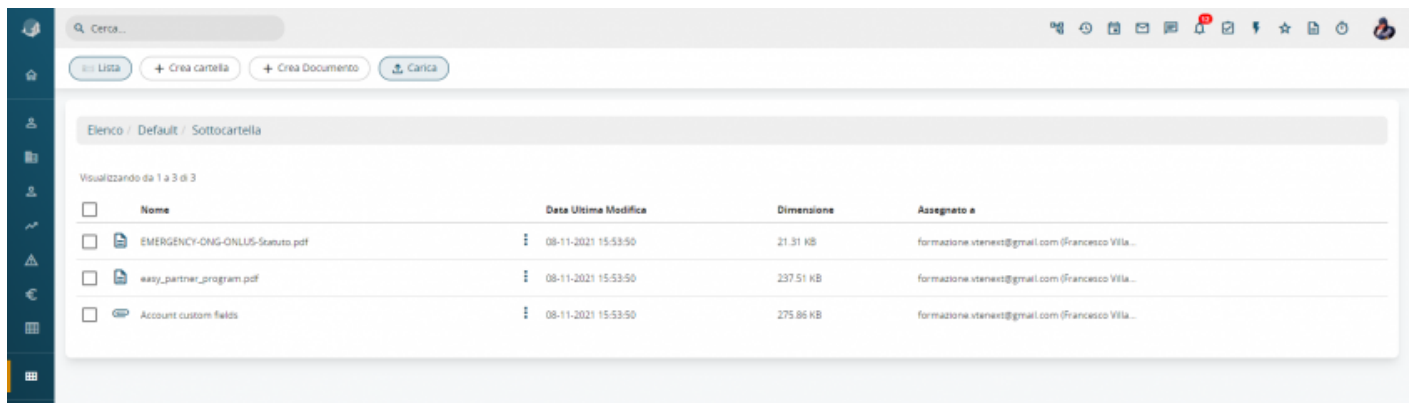 Cerca...
12
Lista + Crea cartella + Crea Documento Carica
Elenco / Default / Sottocartella
Visualizzando da 1 a 3 di 3
Nome Data Ultima Modifica Dimensione Assegnato a
EMERGENCY-ONG-ONLUS-Statuto.pdf 08-11-2021 15:53:50 21.31 KB formazione.vtenext@gmail.com (Francesco Villa...
easy_partner_program.pdf 08-11-2021 15:53:50 237.51 KB formazione.vtenext@gmail.com (Francesco Villa...
Account custom fields 08-11-2021 15:53:50 275.86 KB formazione.vtenext@gmail.com (Francesco Villa...